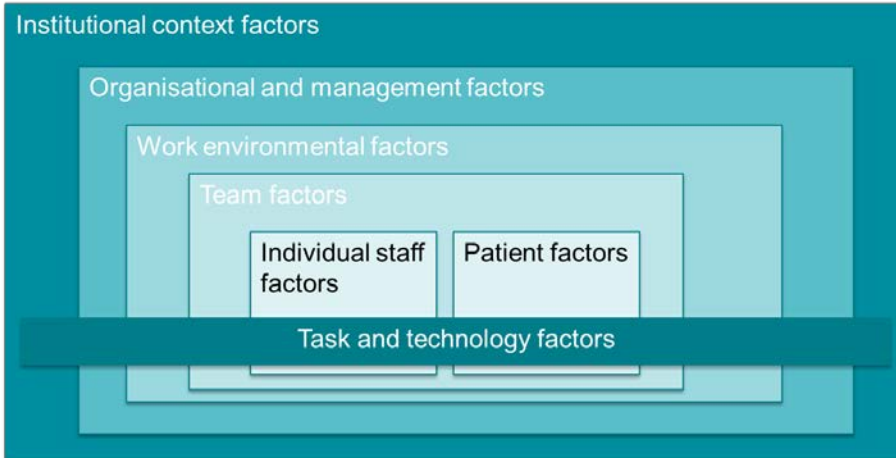 Institutional context factors
Organisational and management factors
Work environmental factors
Team factors
Individual staff
factors
Patient factors
Task and technology factors